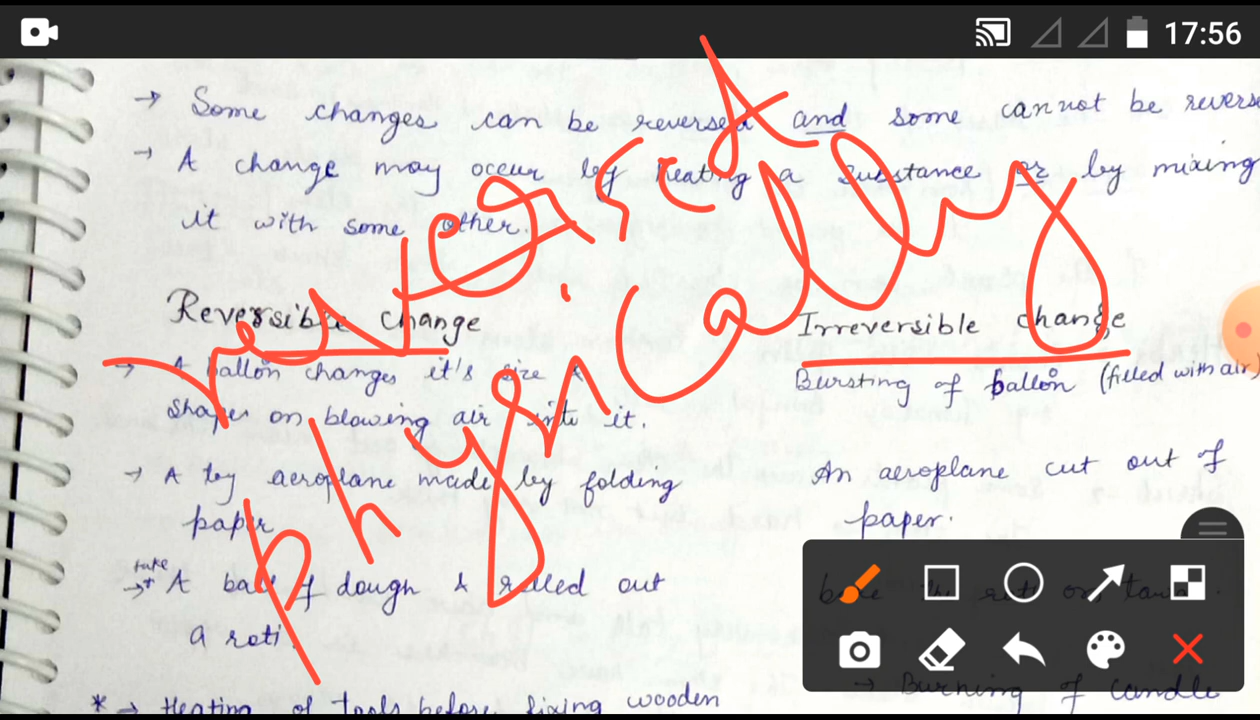 17:56
→ Some changes can be reversed and some cannot be revers
→ A change may occur by heating a substance or by mixing
it with some other.
Reversible change
Irreversible change
→ A ballon changes it's size &
shapes on blowing air into it.
Bursting of ballon (filled with air)
→ A toy aeroplane made by folding
paper
An aeroplane cut out of
paper.
take
→* A ball of dough & rolled out
a roti.
* → Heating of tools before fixing wooden
→ Burning of candle
physically